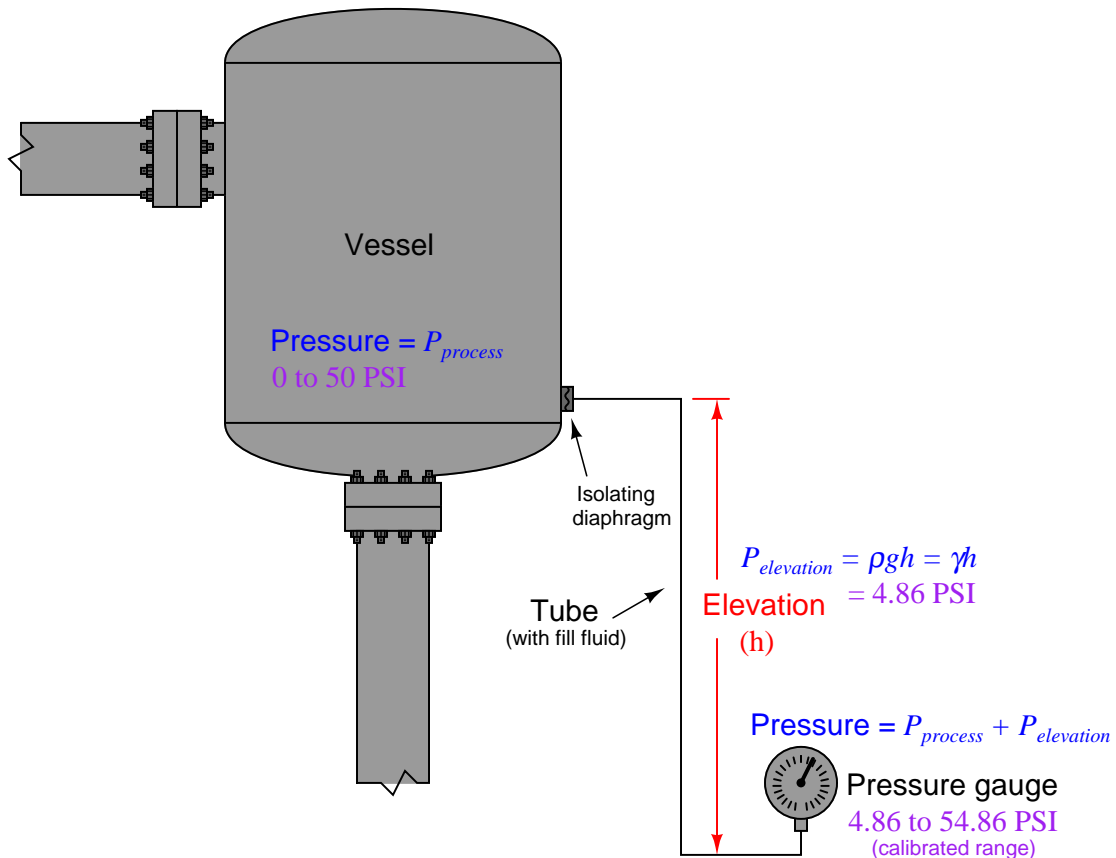 Vessel
Pressure = P_process
0 to 50 PSI
Isolating
diaphragm
P_elevation = ρgh = γh
= 4.86 PSI
Tube
(with fill fluid)
Elevation
(h)
Pressure = P_process + P_elevation
Pressure gauge
4.86 to 54.86 PSI
(calibrated range)